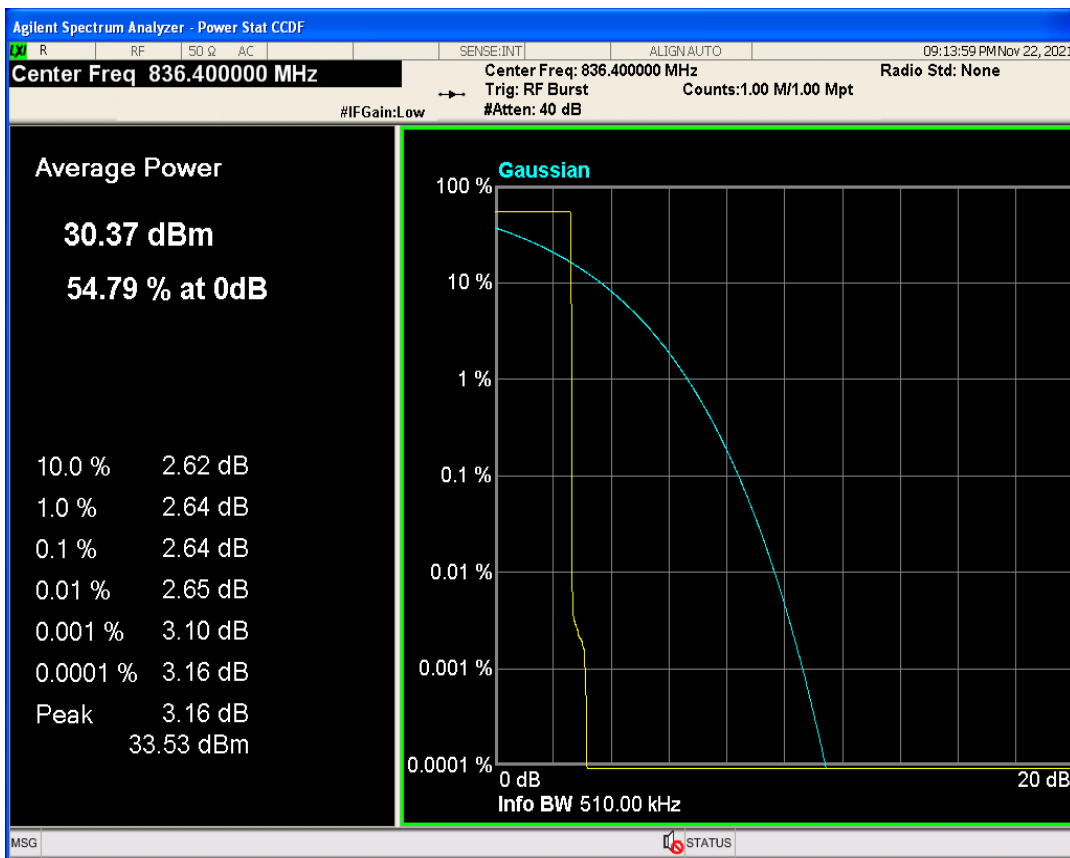 Agilent Spectrum Analyzer - Power Stat CCDF
LXI R RF 50 Ω AC SENSE:INT ALIGN AUTO 09:13:59 PM Nov 22, 2021
Center Freq 836.400000 MHz
Center Freq: 836.400000 MHz Radio Std: None
Trig: RF Burst Counts:1.00 M/1.00 Mpt
#IFGain:Low #Atten: 40 dB
Average Power
30.37 dBm
54.79 % at 0dB
10.0 % 2.62 dB
1.0 % 2.64 dB
0.1 % 2.64 dB
0.01 % 2.65 dB
0.001 % 3.10 dB
0.0001 % 3.16 dB
Peak 3.16 dB
33.53 dBm
Gaussian
100 %
10 %
1 %
0.1 %
0.01 %
0.001 %
0.0001 %
0 dB 20 dB
Info BW 510.00 kHz
MSG STATUS